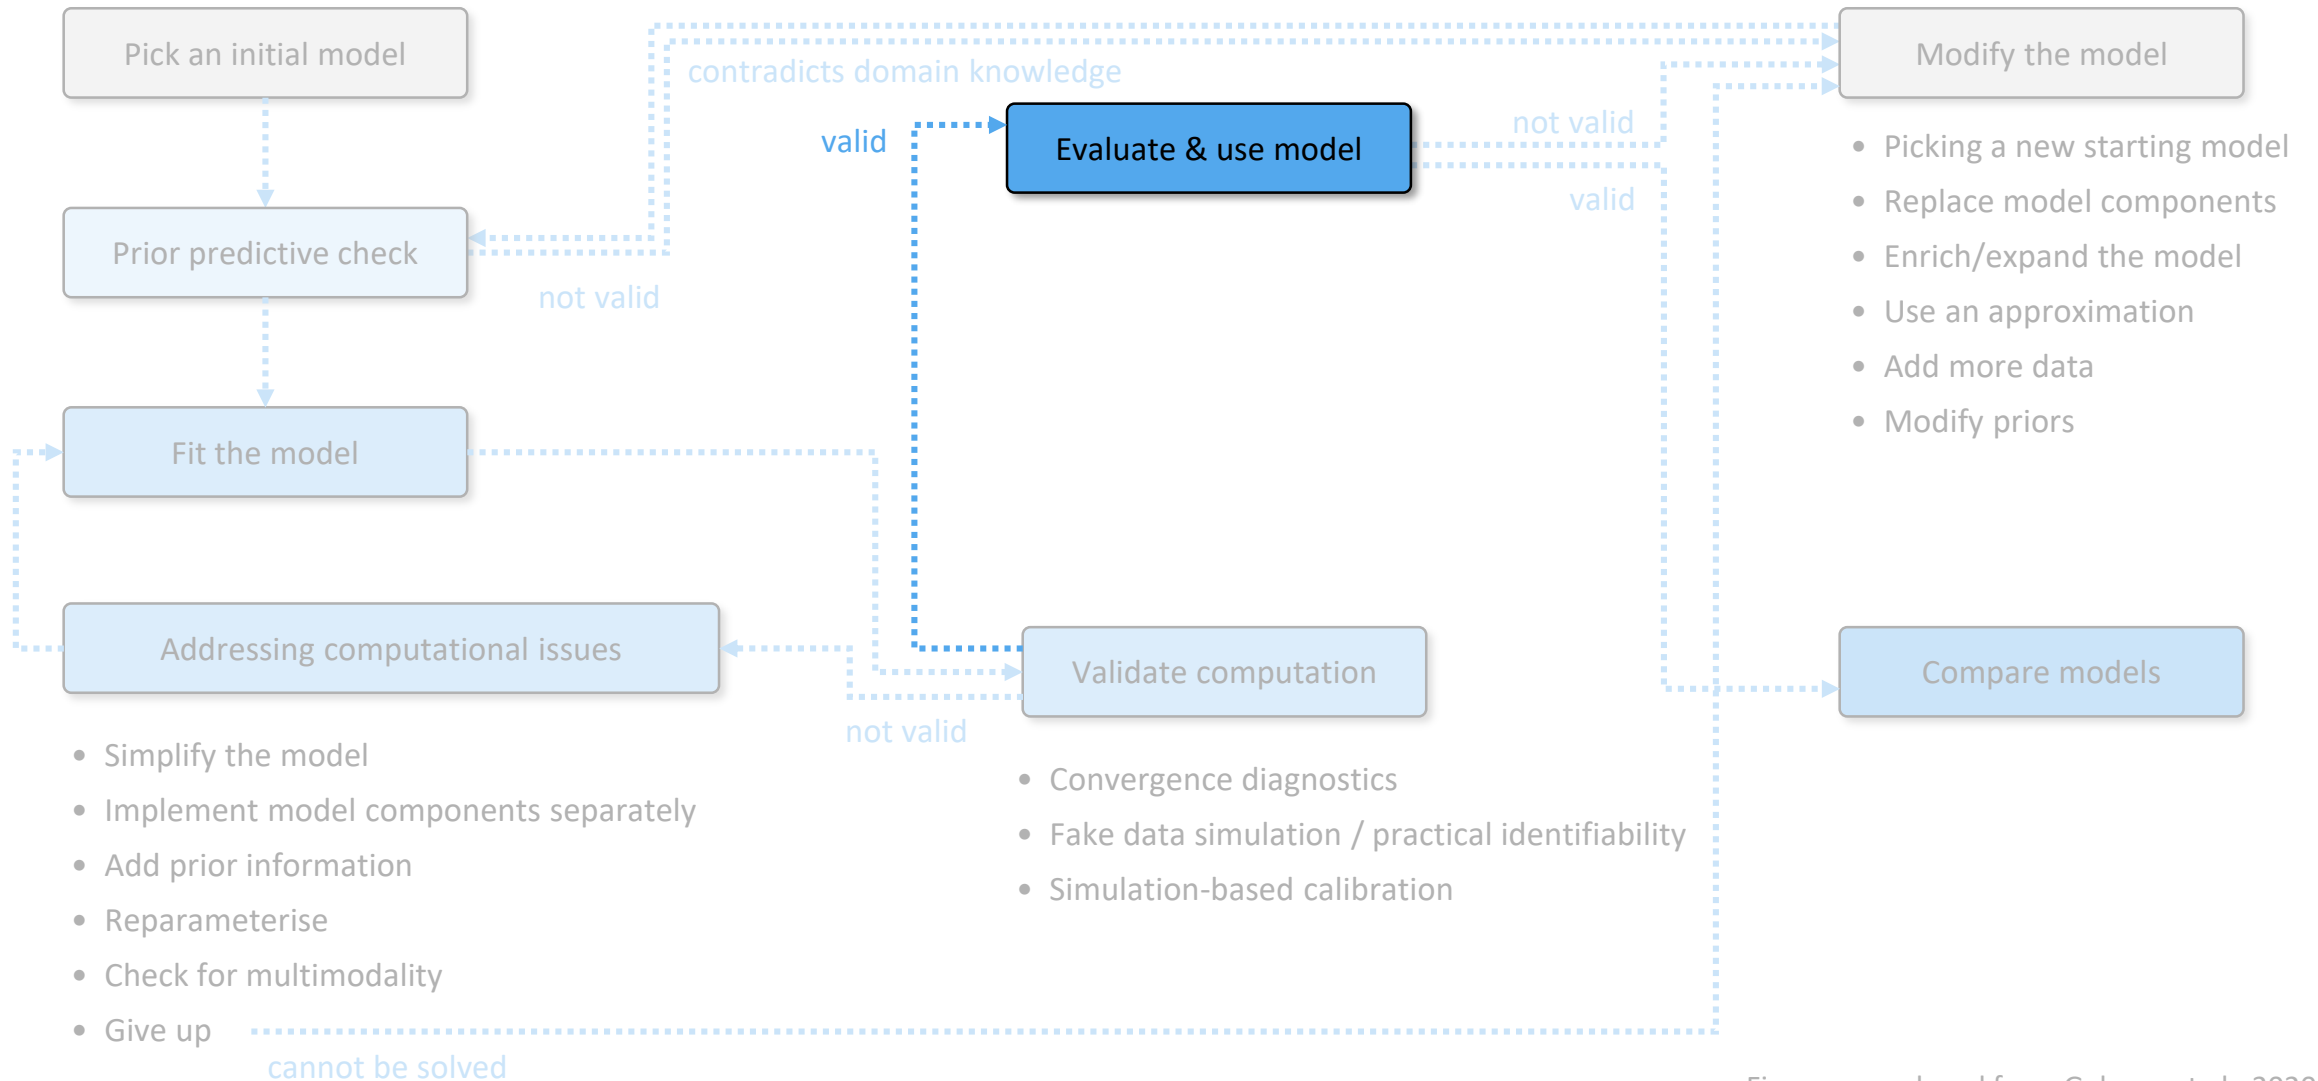 Pick an initial model
contradicts domain knowledge
Modify the model
valid
Evaluate & use model
not valid
valid
• Picking a new starting model
• Replace model components
• Enrich/expand the model
• Use an approximation
• Add more data
• Modify priors
Prior predictive check
not valid
Fit the model
Addressing computational issues
Validate computation
Compare models
not valid
• Simplify the model
• Implement model components separately
• Add prior information
• Reparameterise
• Check for multimodality
• Give up
cannot be solved
• Convergence diagnostics
• Fake data simulation / practical identifiability
• Simulation-based calibration